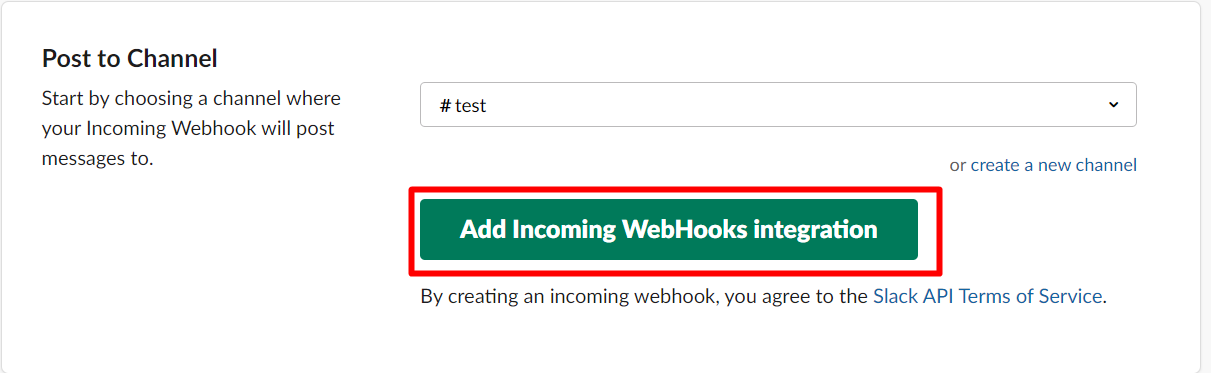 Post to Channel
Start by choosing a channel where
your Incoming Webhook will post
messages to.
# test
or create a new channel
Add Incoming WebHooks integration
By creating an incoming webhook, you agree to the Slack API Terms of Service.